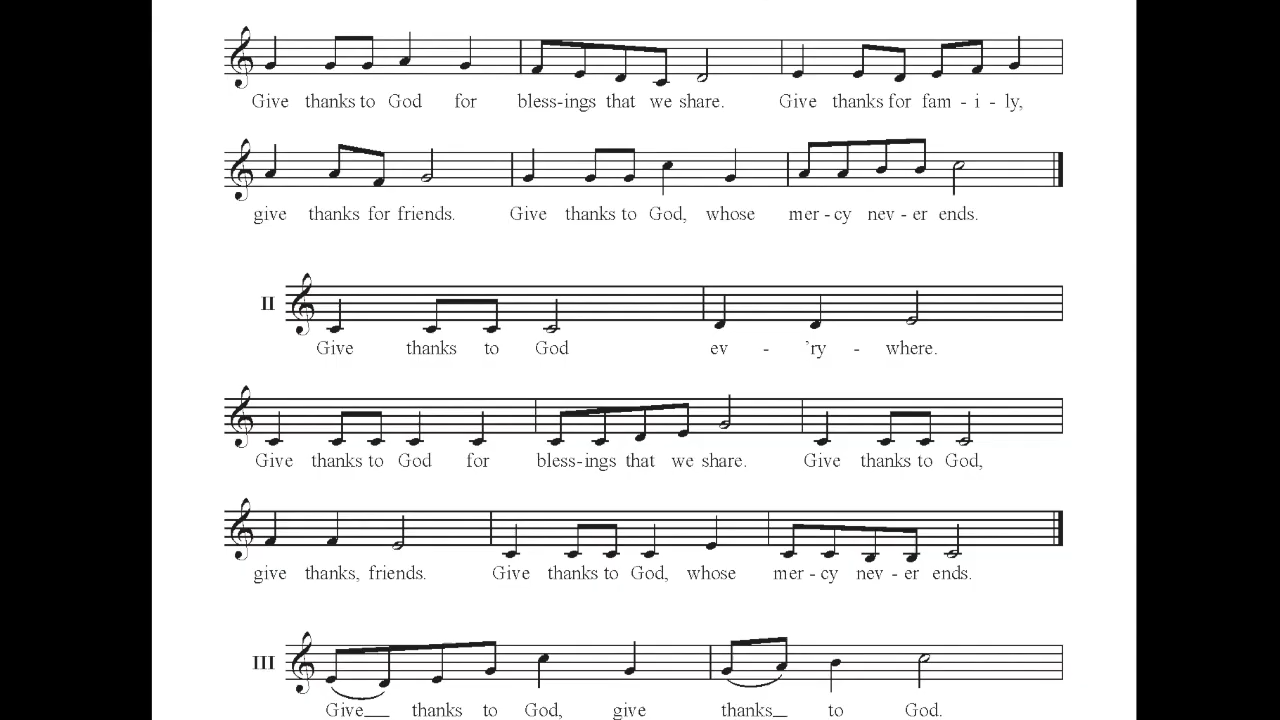 Give thanks to God for bless-ings that we share. Give thanks for fam - i - ly,
give thanks for friends. Give thanks to God, whose mer - cy nev - er ends.
II
Give thanks to God ev - ’ry - where.
Give thanks to God for bless-ings that we share. Give thanks to God,
give thanks, friends. Give thanks to God, whose mer - cy nev - er ends.
III
Give__ thanks to God, give thanks_ to God.